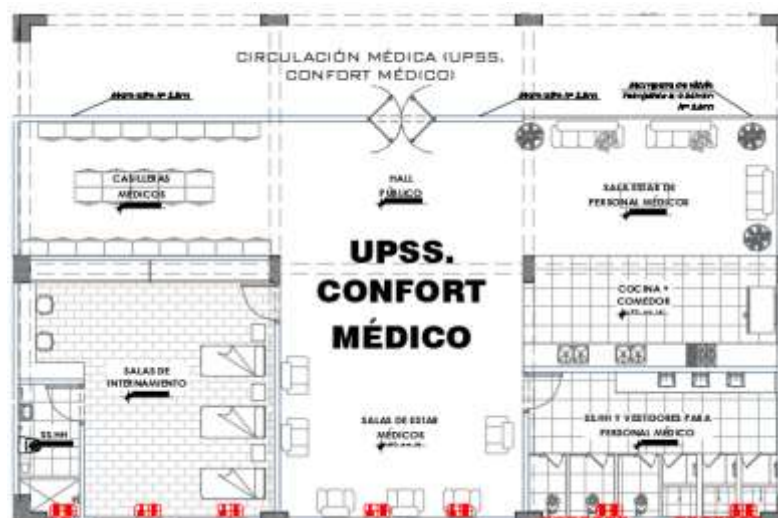 CIRCULACIÓN MÉDICA (UPSS.
CONFORT MÉDICO)
CASILLERAS
MÉDICOS
HALL
PÚBLICO
SALA ESTAR DE
PERSONAL MÉDICOS
UPSS.
CONFORT
MÉDICO
COCINA Y
COMEDOR
SALAS DE
INTERNAMIENTO
SALAS DE ESTAR
MÉDICOS
SS.HH Y VESTIDORES PARA
PERSONAL MÉDICO
SS.HH